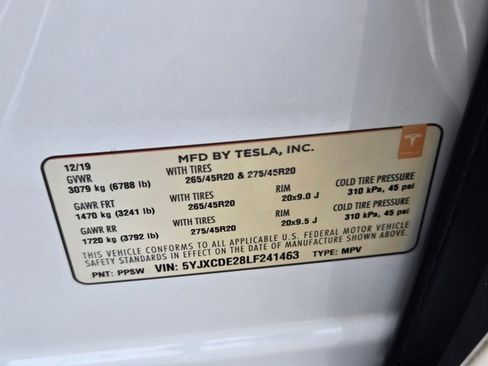 MFD BY TESLA, INC.
TESLA
12/19
GVWR WITH TIRES
3079 kg (6788 lb) 265/45R20 & 275/45R20
GAWR FRT WITH TIRES RIM COLD TIRE PRESSURE
1470 kg (3241 lb) 265/45R20 20x9.0 J 310 kPa, 45 psi
GAWR RR WITH TIRES RIM COLD TIRE PRESSURE
1720 kg (3792 lb) 275/45R20 20x9.5 J 310 kPa, 45 psi
THIS VEHICLE CONFORMS TO ALL APPLICABLE U.S. FEDERAL MOTOR VEHICLE
SAFETY STANDARDS IN EFFECT ON THE DATE OF MANUFACTURE SHOWN ABOVE.
PNT: PPSW VIN: 5YJXCDE28LF241463 TYPE: MPV